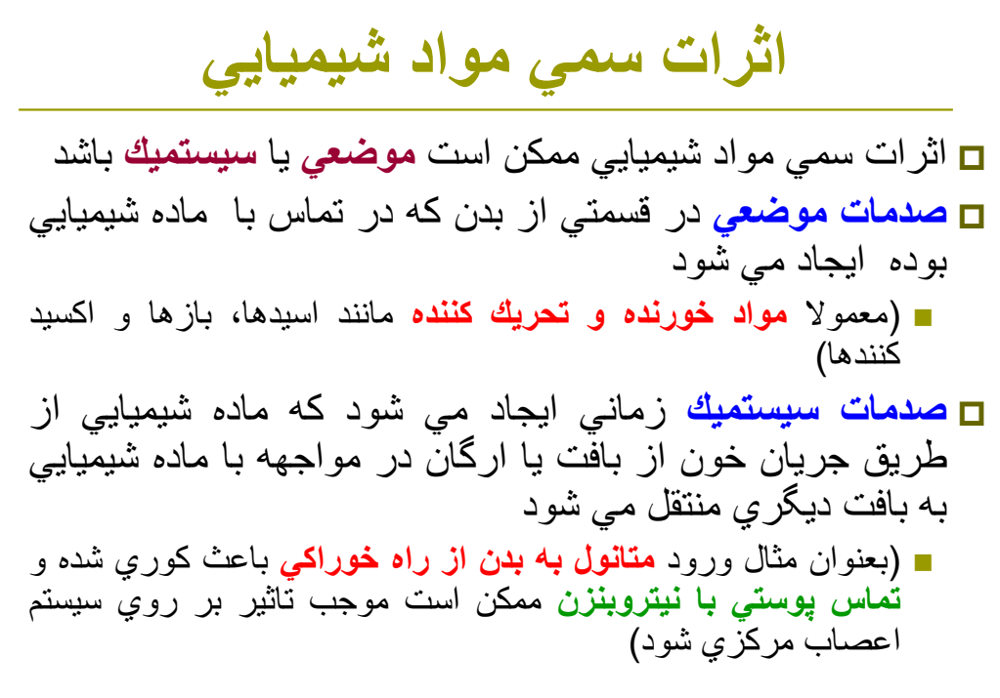 اثرات سمي مواد شيميايي
اثرات سمي مواد شيميايي ممكن است موضعي يا سيستميك باشد
صدمات موضعي در قسمتي از بدن كه در تماس با ماده شيميايي
بوده ايجاد مي شود
(معمولا مواد خورنده و تحريك كننده مانند اسيدها، بازها و اكسيد
كنندها)
صدمات سيستميك زماني ايجاد مي شود كه ماده شيميايي از
طريق جريان خون از بافت يا ارگان در مواجهه با ماده شيميايي
به بافت ديگري منتقل مي شود
(بعنوان مثال ورود متانول به بدن از راه خوراكي باعث كوري شده و
تماس پوستي با نيتروبنزن ممكن است موجب تاثير بر روي سيستم
اعصاب مركزي شود)